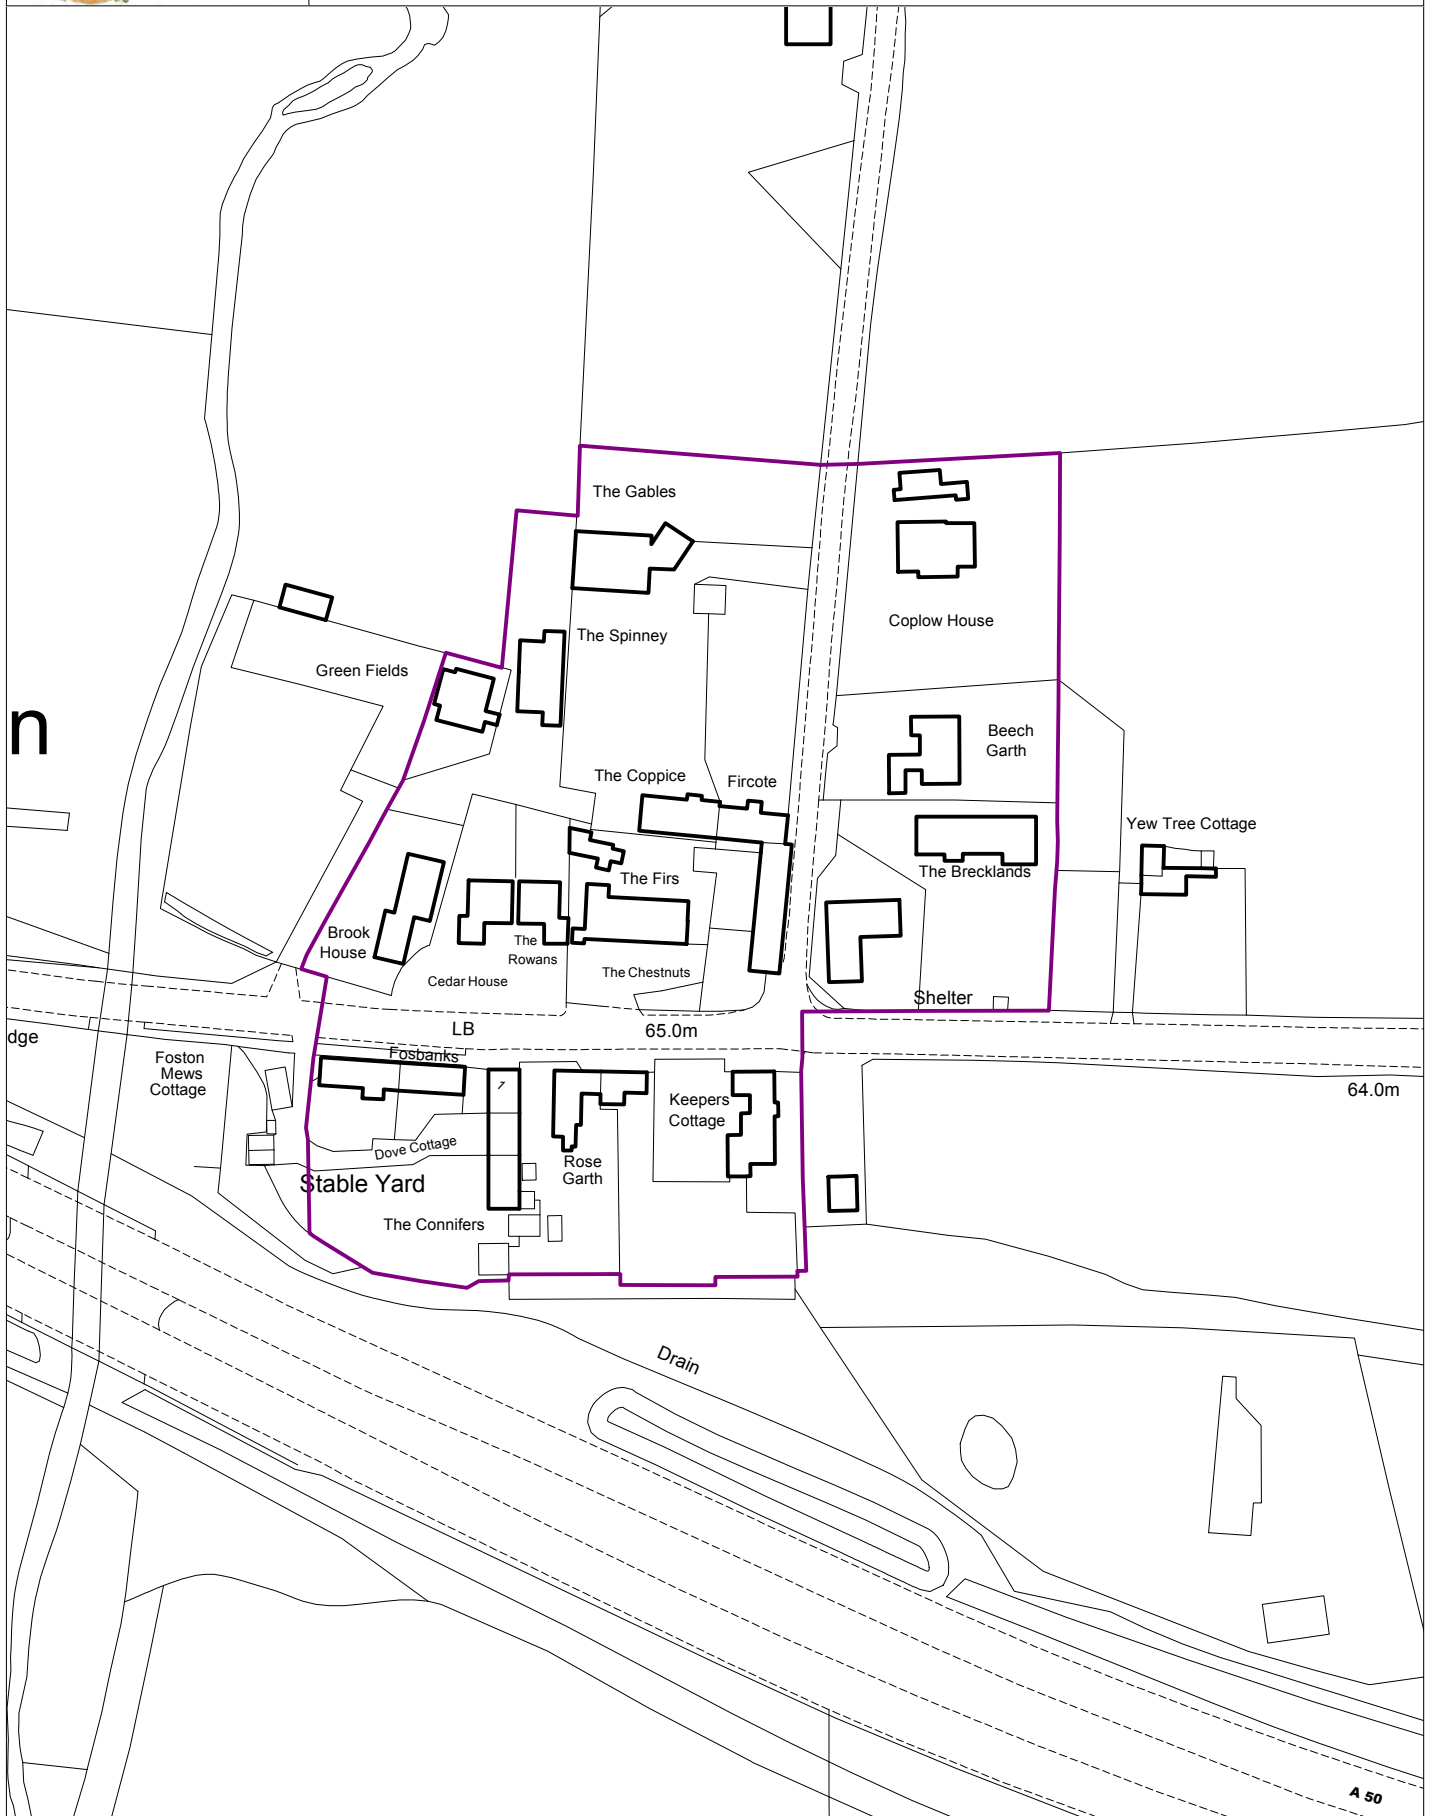 The Gables
Coplow House
The Spinney
Green Fields
n
Beech
Garth
The Coppice
Fircote
Yew Tree Cottage
The Brecklands
The Firs
Brook
House
The
Rowans
Cedar House
The Chestnuts
Shelter
LB
65.0m
dge
Fosbanks
Foston
Mews
Cottage
1
64.0m
Keepers
Cottage
Dove Cottage
Rose
Garth
Stable Yard
The Connifers
Drain
A 50